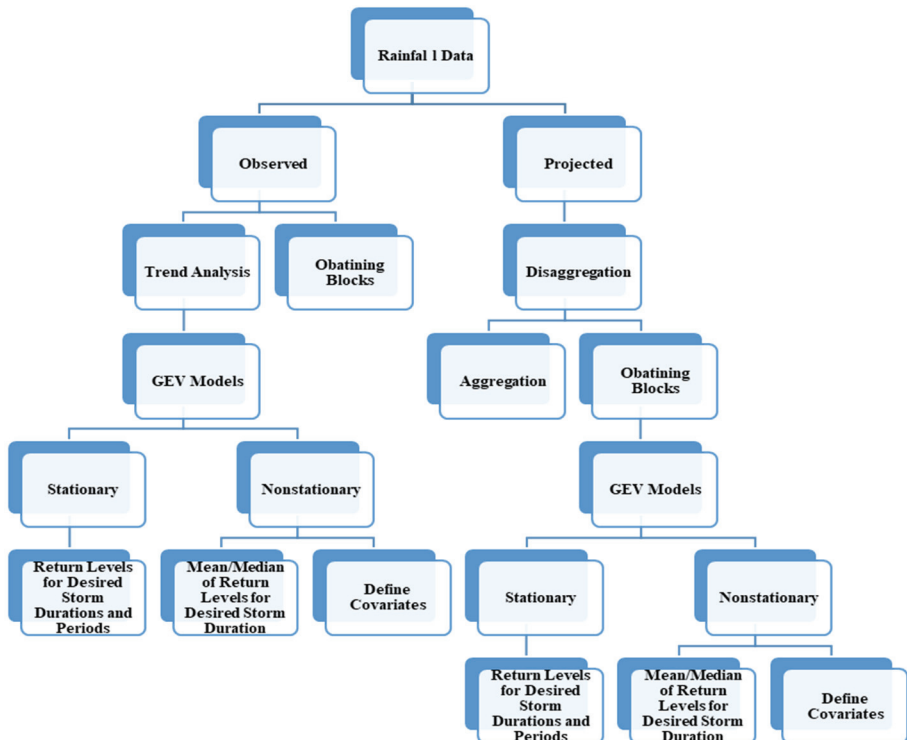 Rainfal l Data
Observed
Projected
Trend Analysis
Obatining
Blocks
Disaggregation
GEV Models
Aggregation
Obatining
Blocks
Stationary
Nonstationary
GEV Models
Return Levels
for Desired
Storm
Durations and
Periods
Mean/Median
of Return
Levels for
Desired Storm
Duration
Define
Covariates
Stationary
Nonstationary
Return Levels
for Desired
Storm
Durations and
Periods
Mean/Median
of Return
Levels for
Desired Storm
Duration
Define
Covariates